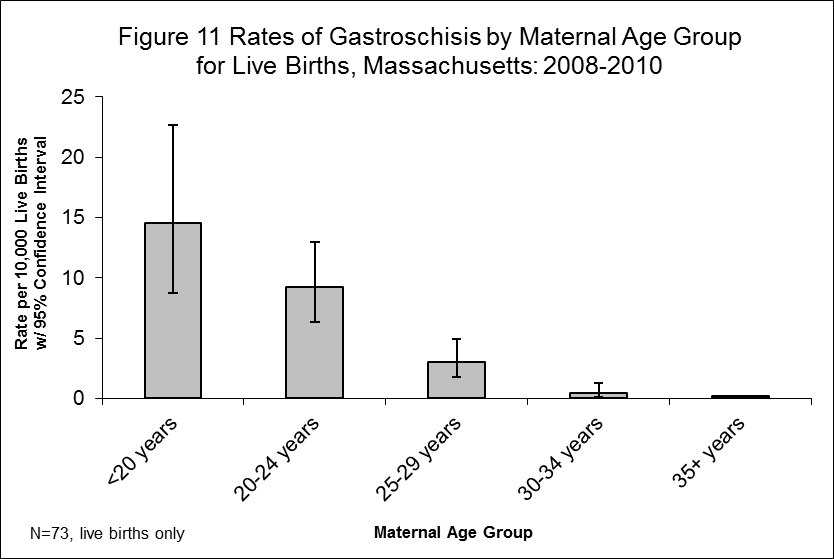 Figure 11 Rates of Gastroschisis by Maternal Age Group
for Live Births, Massachusetts: 2008-2010
Rate per 10,000 Live Births
w/ 95% Confidence Interval
25
20
15
10
5
0
<20 years
20-24 years
25-29 years
30-34 years
35+ years
N=73, live births only
Maternal Age Group